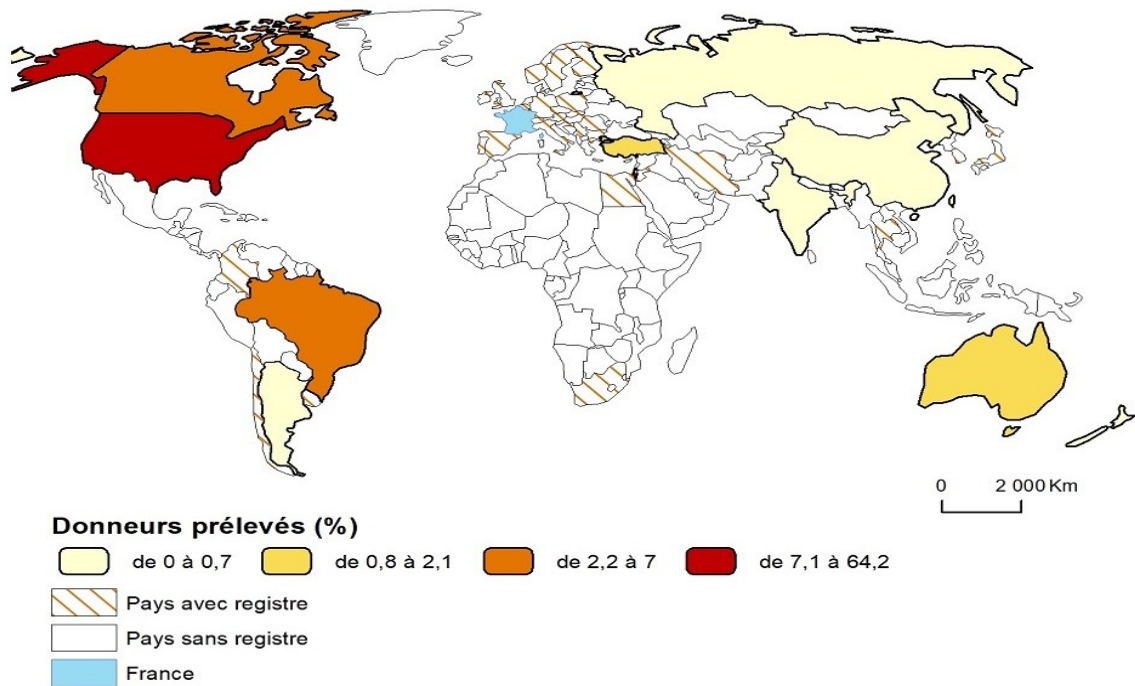 0 2 000 Km
Donneurs prélevés (%)
de 0 à 0,7 de 0,8 à 2,1 de 2,2 à 7 de 7,1 à 64,2
Pays avec registre
Pays sans registre
France